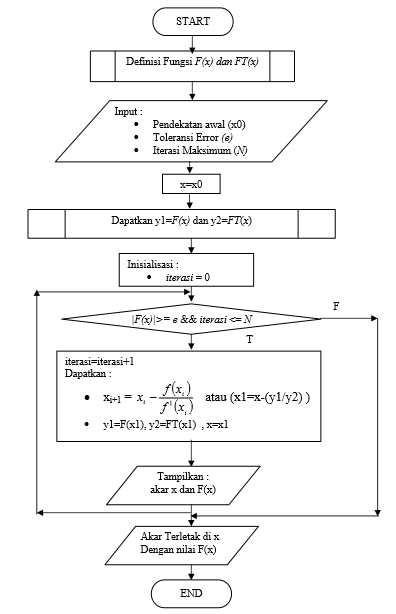 START
Definisi Fungsi F(x) dan FT(x)
Input :
• Pendekatan awal (x0)
• Toleransi Error (e)
• Iterasi Maksimum (N)
x=x0
Dapatkan y1=F(x) dan y2=FT(x)
Inisialisasi :
• iterasi = 0
|F(x)|>= e && iterasi <= N
F
T
iterasi=iterasi+1
Dapatkan :
• xᵢ₊₁ = xᵢ − f(xᵢ) / f¹(xᵢ) atau (x1=x-(y1/y2) )
• y1=F(x1), y2=FT(x1) , x=x1
Tampilkan :
akar x dan F(x)
Akar Terletak di x
Dengan nilai F(x)
END